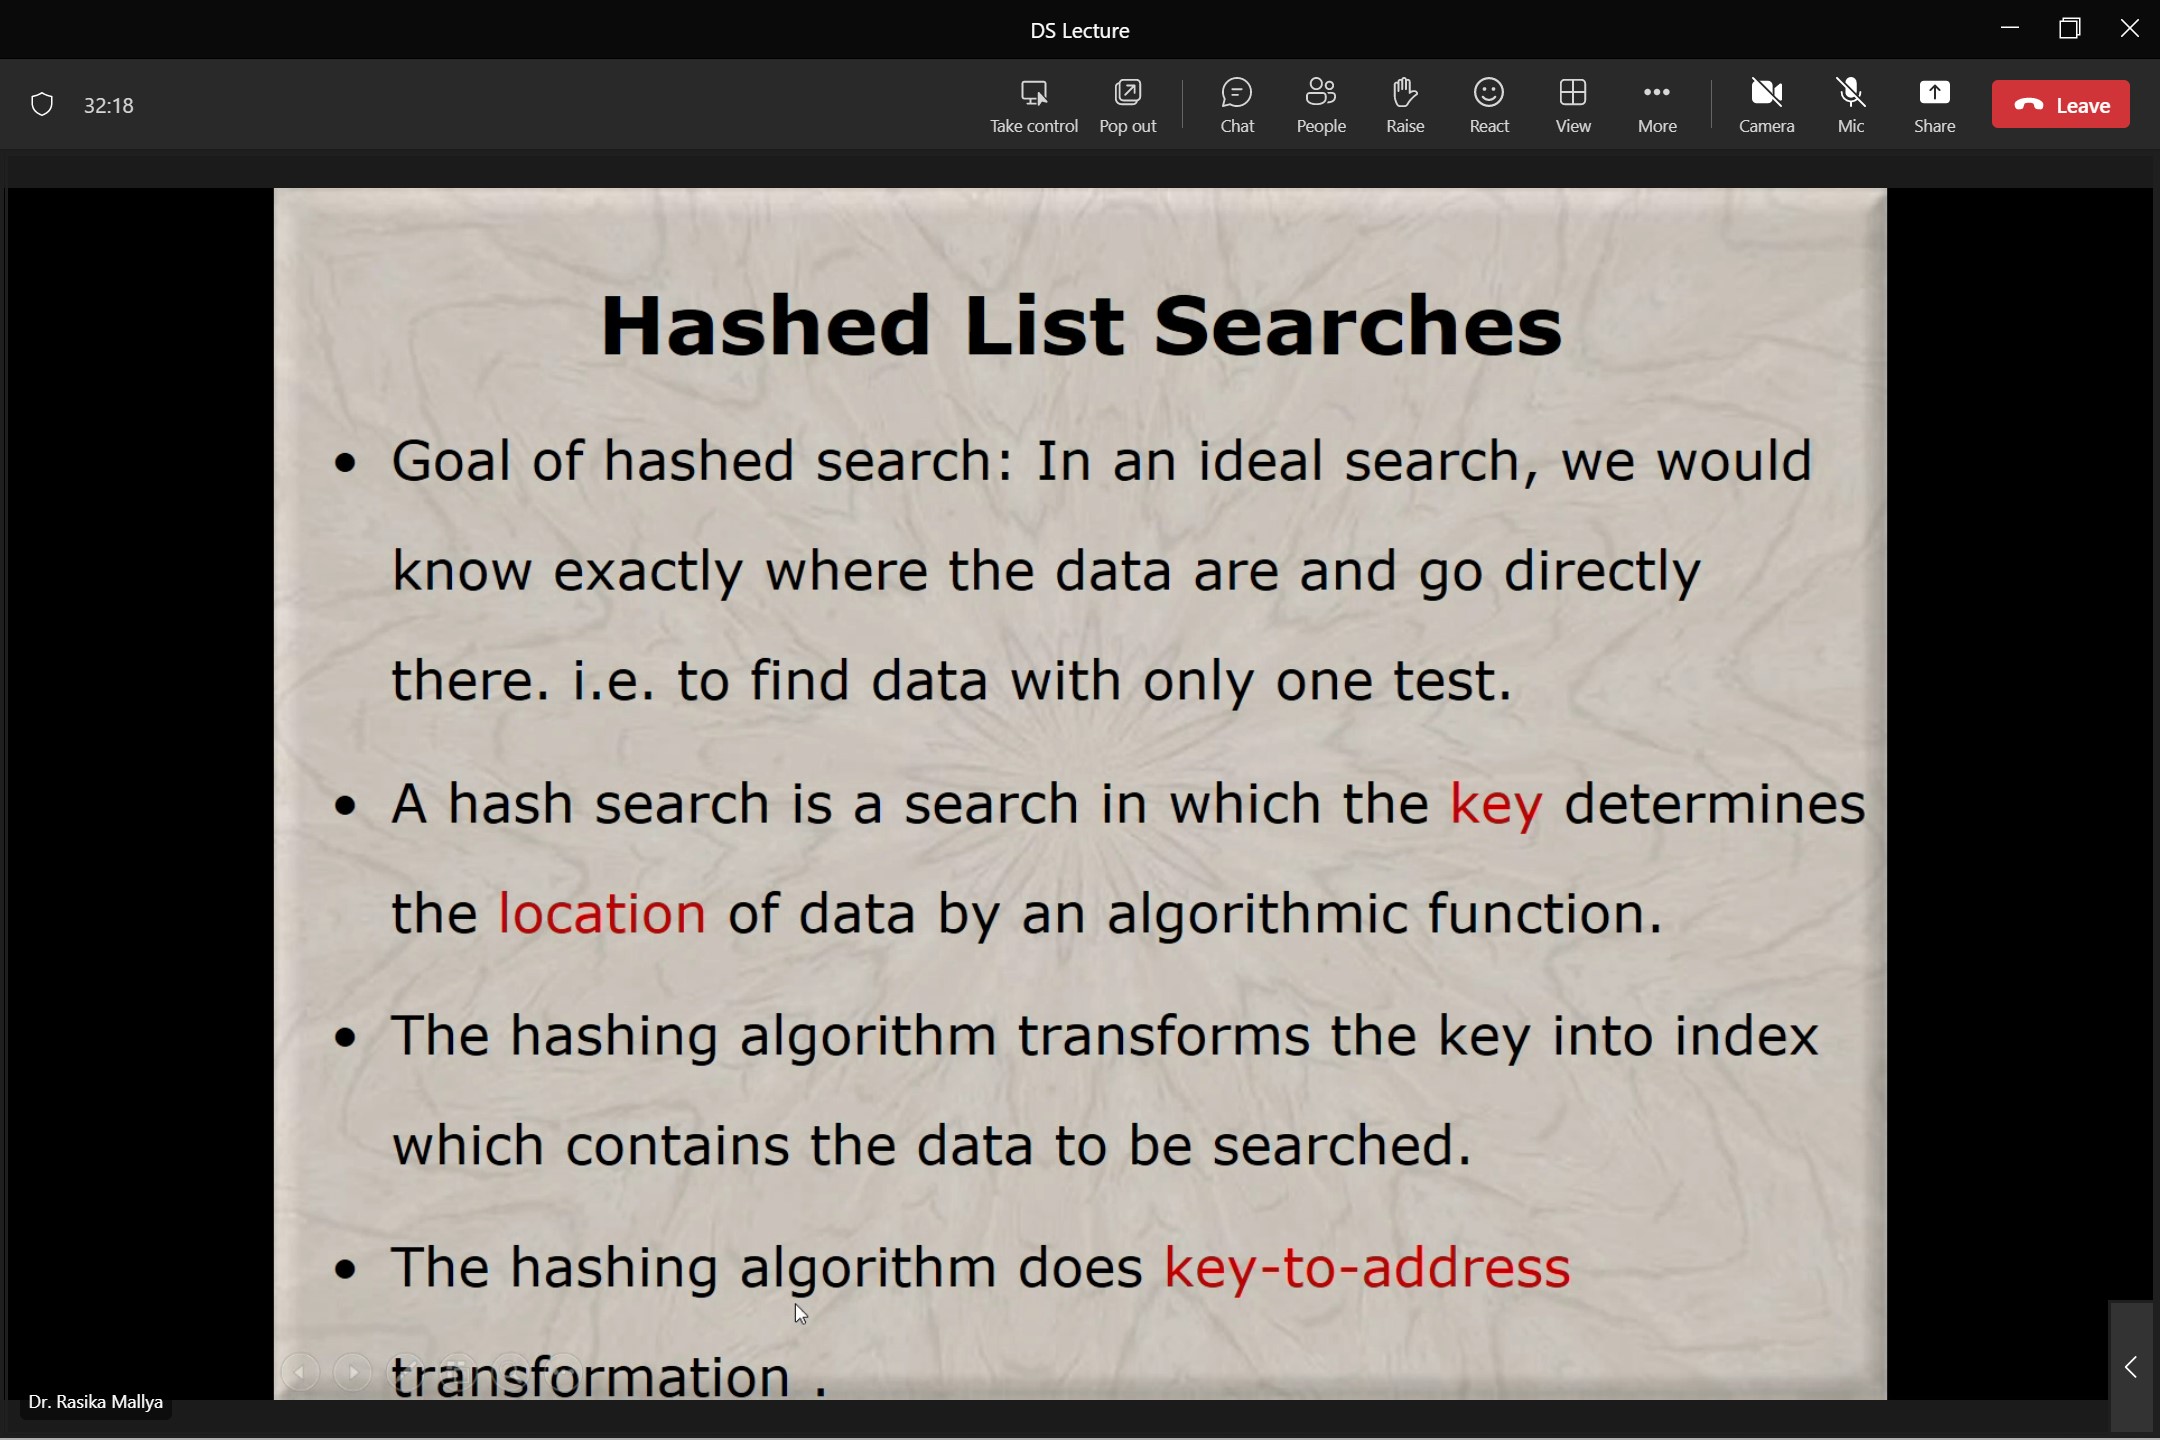 DS Lecture
32:18
Take control
Pop out
Chat
People
Raise
React
View
More
Camera
Mic
Share
Leave
Hashed List Searches
• Goal of hashed search: In an ideal search, we would
know exactly where the data are and go directly
there. i.e. to find data with only one test.
• A hash search is a search in which the key determines
the location of data by an algorithmic function.
• The hashing algorithm transforms the key into index
which contains the data to be searched.
• The hashing algorithm does key-to-address
transformation .
Dr. Rasika Mallya